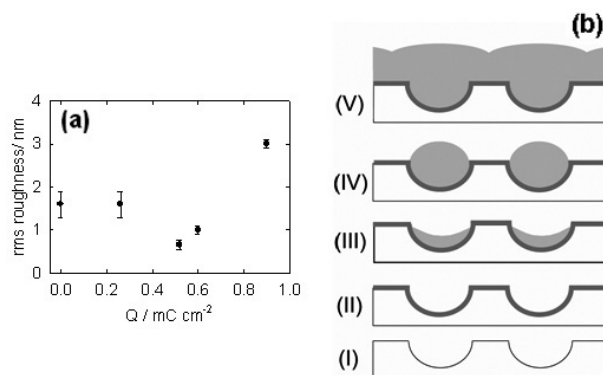 (b)
(a)
rms roughness/ nm
4
3
2
1
0
0.0 0.2 0.4 0.6 0.8 1.0
Q / mC cm⁻²
(V)
(IV)
(III)
(II)
(I)